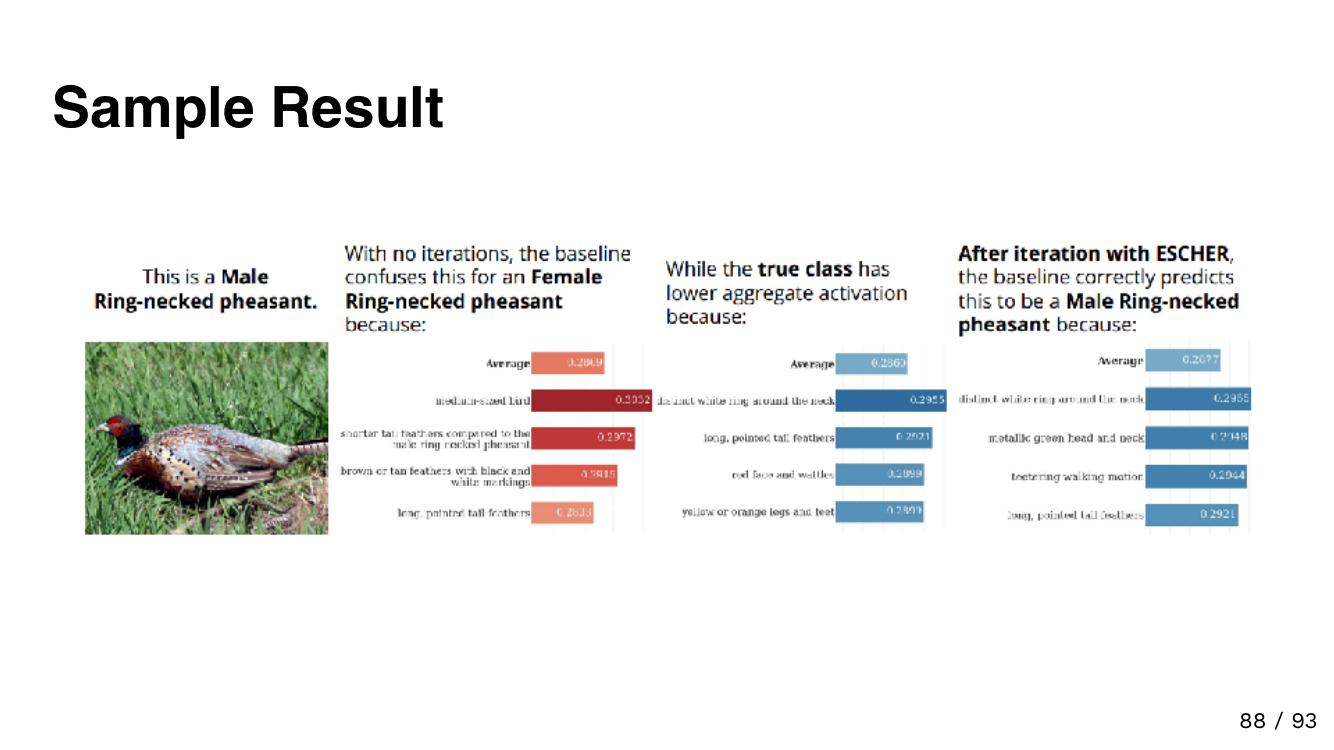 Sample Result
This is a Male
Ring-necked pheasant.
With no iterations, the baseline
confuses this for an Female
Ring-necked pheasant
because:
Average 0.2869
medium-sized bird 0.3032
shorter tail feathers compared to the
male ring-necked pheasant 0.2972
brown or tan feathers with black and
white markings 0.2915
long, pointed tail feathers
While the true class has
lower aggregate activation
because:
Average 0.2860
distinct white ring around the neck 0.2955
long, pointed tail feathers 0.2921
red face and wattles 0.2899
yellow or orange legs and feet 0.2899
After iteration with ESCHER,
the baseline correctly predicts
this to be a Male Ring-necked
pheasant because:
Average 0.2877
distinct white ring around the neck 0.2955
metallic green head and neck 0.2948
teetering walking motion 0.2944
long, pointed tail feathers 0.2921
88 / 93